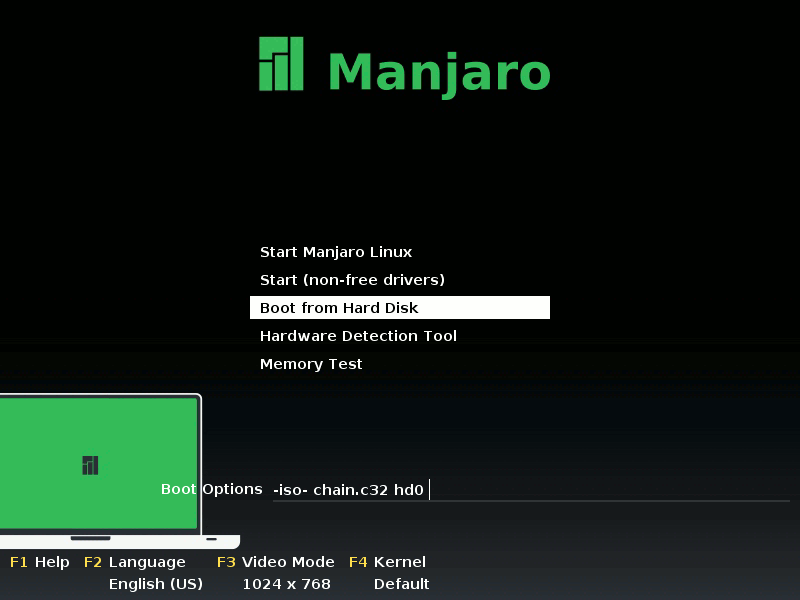 Manjaro
Start Manjaro Linux
Start (non-free drivers)
Boot from Hard Disk
Hardware Detection Tool
Memory Test
Boot Options -iso- chain.c32 hd0
F1 Help F2 Language F3 Video Mode F4 Kernel
English (US) 1024 x 768 Default